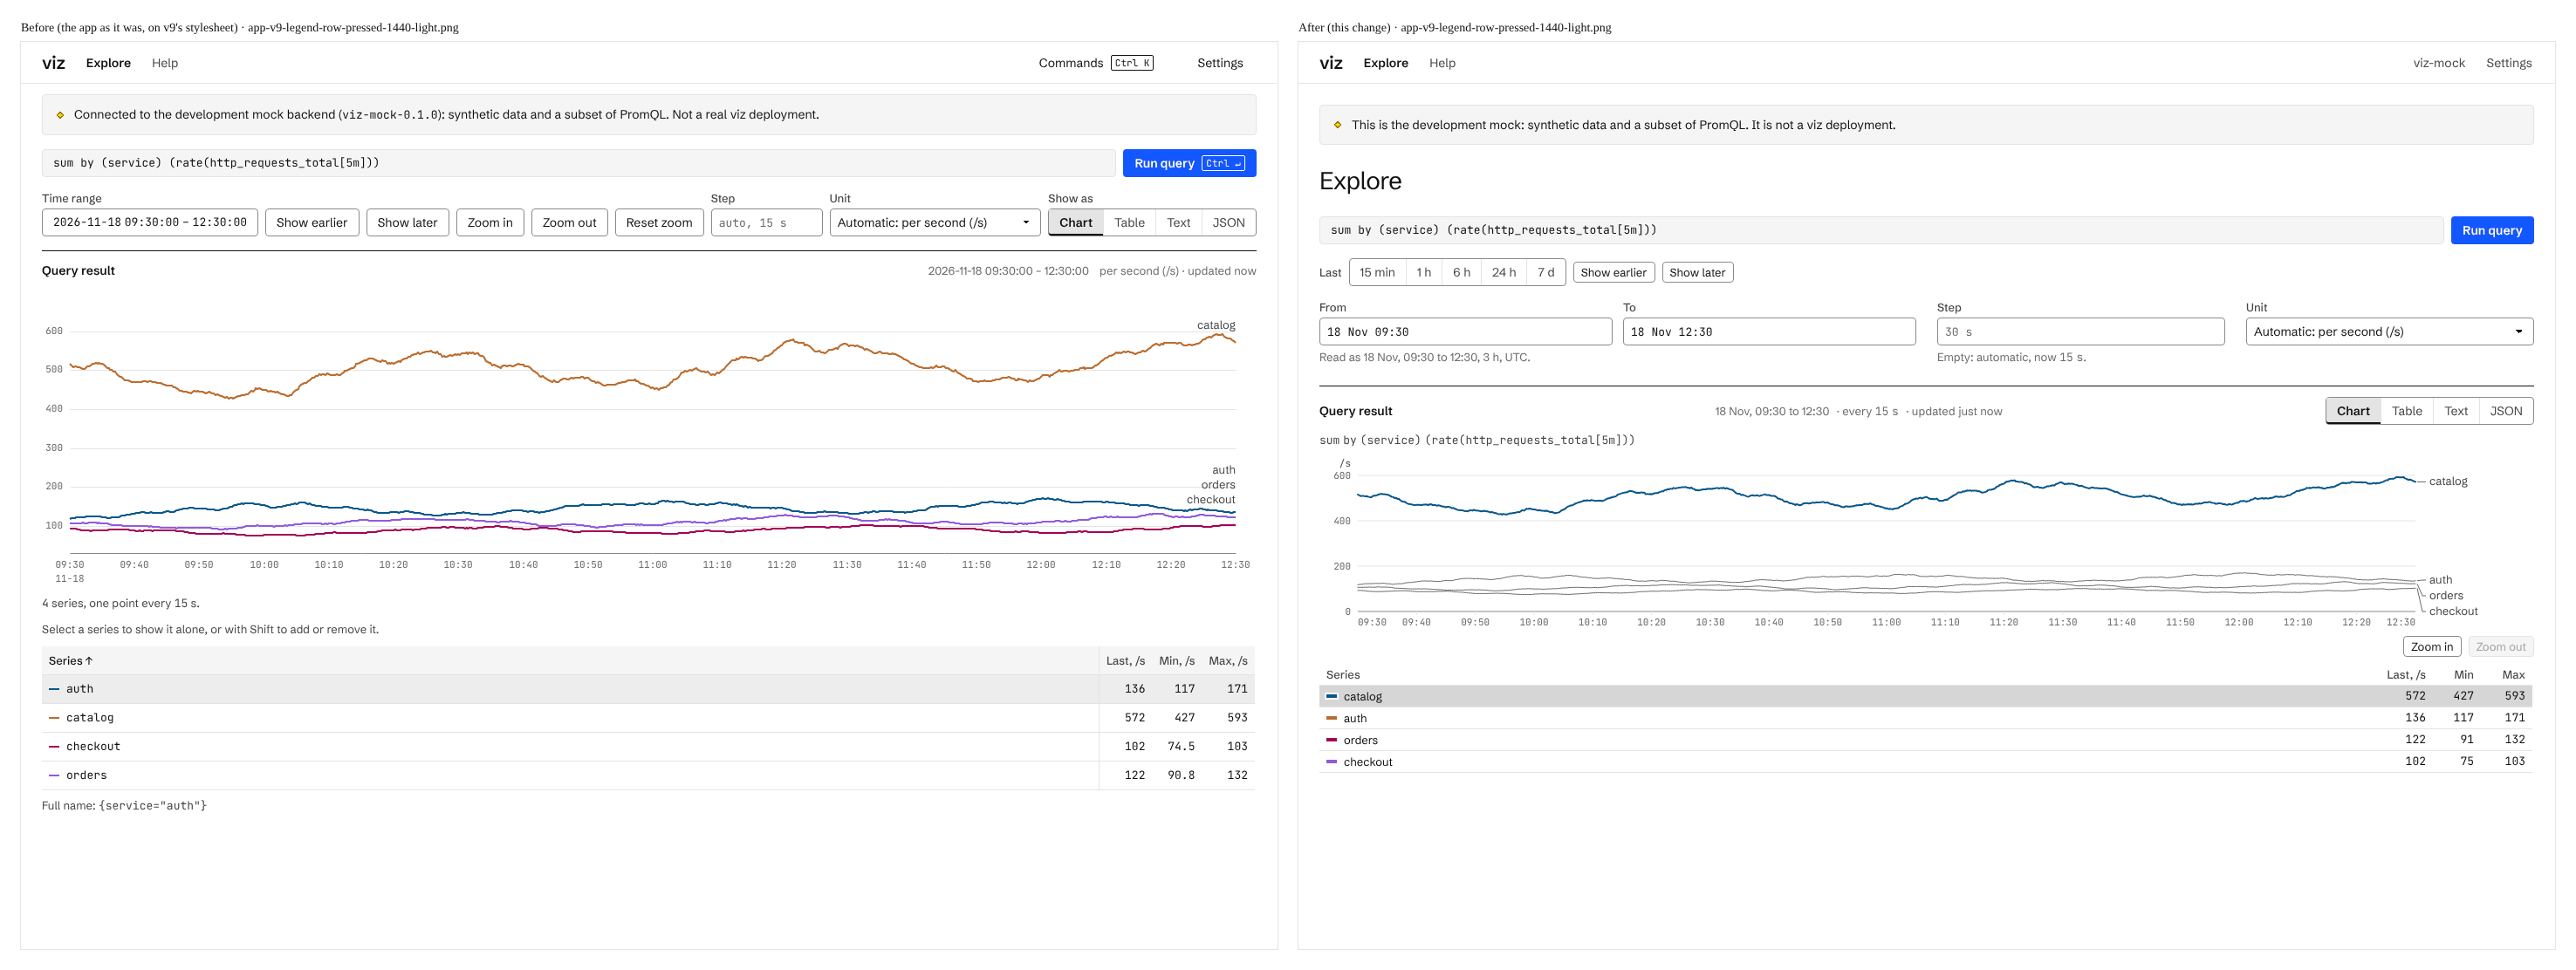 Before (the app as it was, on v9's stylesheet) · app-v9-legend-row-pressed-1440-light.png
viz Explore Help Commands Ctrl K Settings
Connected to the development mock backend (viz-mock-0.1.0): synthetic data and a subset of PromQL. Not a real viz deployment.
sum by (service) (rate(http_requests_total[5m])) Run query Ctrl ↵
Time range Step Unit Show as
2026-11-18 09:30:00 – 12:30:00 Show earlier Show later Zoom in Zoom out Reset zoom auto, 15 s Automatic: per second (/s) Chart Table Text JSON
Query result 2026-11-18 09:30:00 – 12:30:00 per second (/s) · updated now
catalog
600
500
400
300
auth
200
orders
checkout
100
09:30 09:40 09:50 10:00 10:10 10:20 10:30 10:40 10:50 11:00 11:10 11:20 11:30 11:40 11:50 12:00 12:10 12:20 12:30
11-18
4 series, one point every 15 s.
Select a series to show it alone, or with Shift to add or remove it.
Series ↑ Last, /s Min, /s Max, /s
auth 136 117 171
catalog 572 427 593
checkout 102 74.5 103
orders 122 90.8 132
Full name: {service="auth"}
After (this change) · app-v9-legend-row-pressed-1440-light.png
viz Explore Help viz-mock Settings
This is the development mock: synthetic data and a subset of PromQL. It is not a viz deployment.
Explore
sum by (service) (rate(http_requests_total[5m])) Run query
Last 15 min 1 h 6 h 24 h 7 d Show earlier Show later
From To Step Unit
18 Nov 09:30 18 Nov 12:30 30 s Automatic: per second (/s)
Read as 18 Nov, 09:30 to 12:30, 3 h, UTC. Empty: automatic, now 15 s.
Query result 18 Nov, 09:30 to 12:30 · every 15 s · updated just now Chart Table Text JSON
sum by (service) (rate(http_requests_total[5m]))
/s
600
catalog
400
200
auth
orders
0 checkout
09:30 09:40 09:50 10:00 10:10 10:20 10:30 10:40 10:50 11:00 11:10 11:20 11:30 11:40 11:50 12:00 12:10 12:20 12:30
Zoom in Zoom out
Series Last, /s Min Max
catalog 572 427 593
auth 136 117 171
orders 122 91 132
checkout 102 75 103